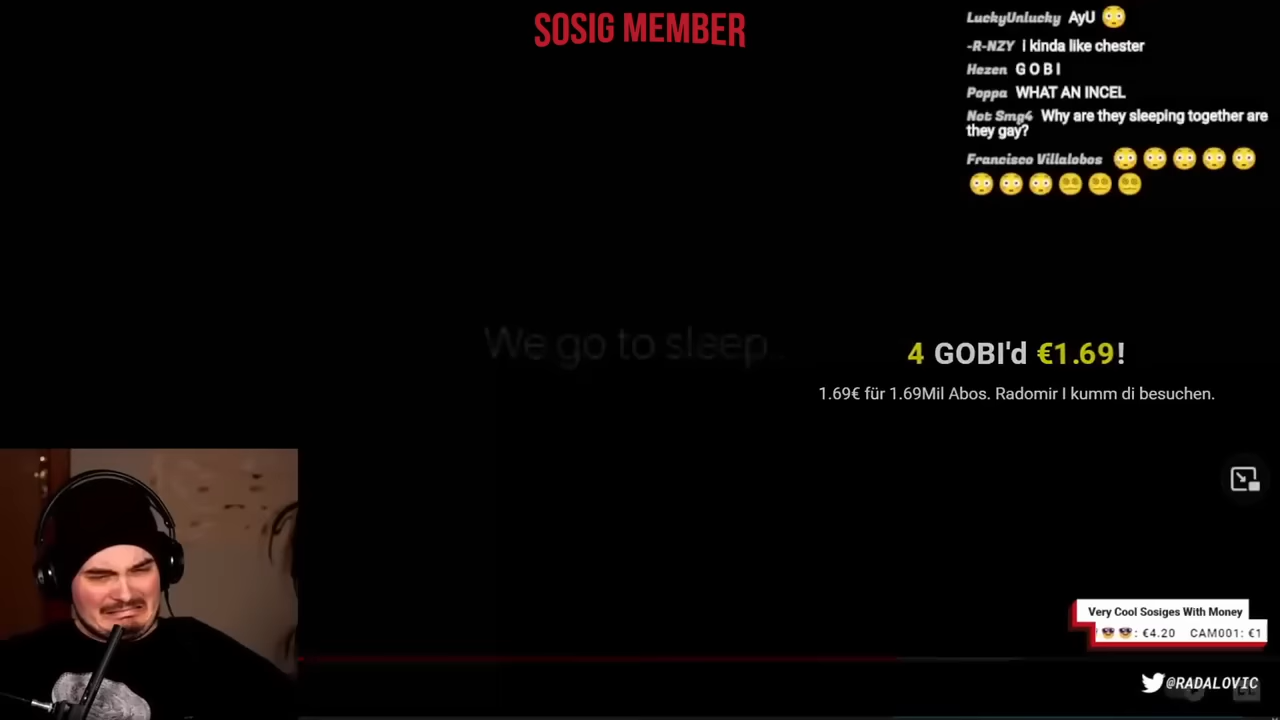 SOSIG MEMBER
LuckyUnlucky AyU
-R-NZY I kinda like chester
Hezen G O B I
Poppa WHAT AN INCEL
Not Smg4 Why are they sleeping together are
they gay?
Francisco Villalobos
We go to sleep..
4 GOBI'd €1.69!
1.69€ für 1.69Mil Abos. Radomir I kumm di besuchen.
Very Cool Sosiges With Money
: €4.20 CAM001: €1
@RADALOVIC